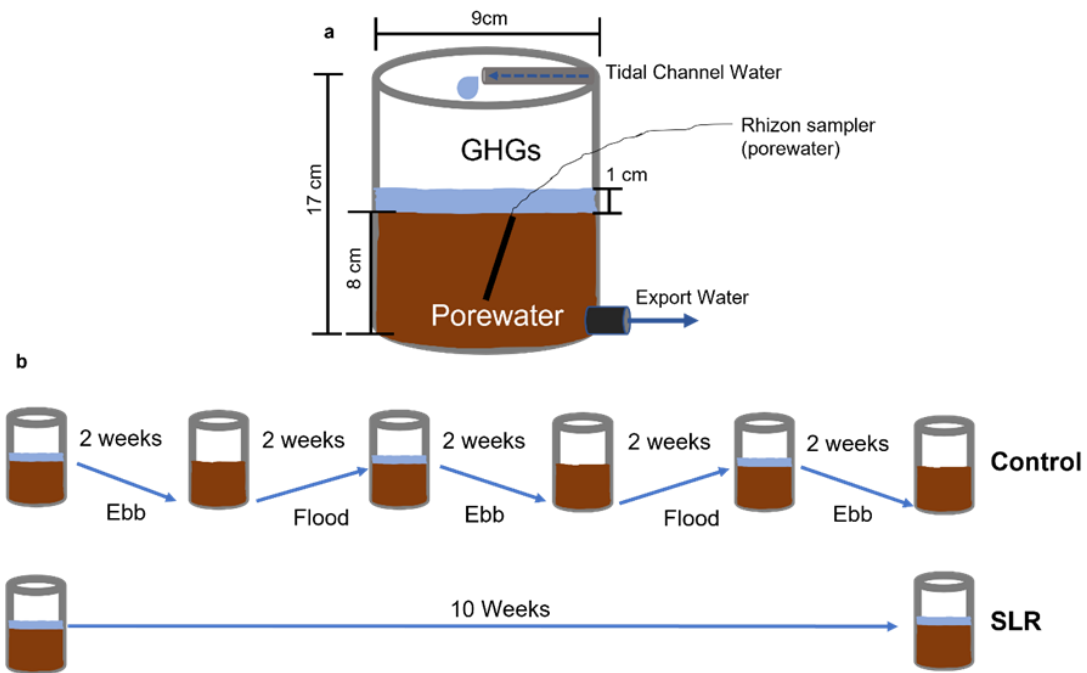 9cm
a
Tidal Channel Water
Rhizon sampler
(porewater)
GHGs
1 cm
17 cm
8 cm
Export Water
Porewater
b
2 weeks
2 weeks
2 weeks
2 weeks
2 weeks
Control
Ebb
Flood
Ebb
Flood
Ebb
10 Weeks
SLR